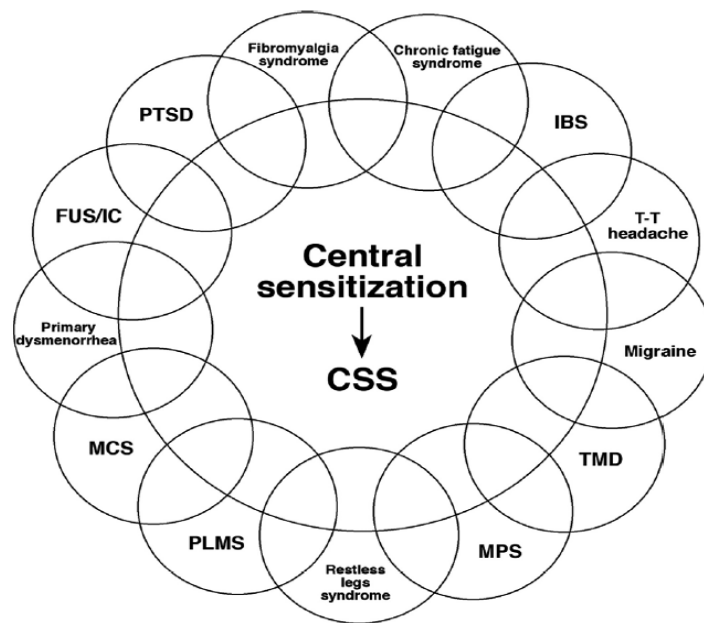 Fibromyalgia
syndrome
Chronic fatigue
syndrome
PTSD
IBS
FUS/IC
T-T
headache
Central
sensitization
CSS
Primary
dysmenorrhea
Migraine
MCS
TMD
PLMS
MPS
Restless
legs
syndrome